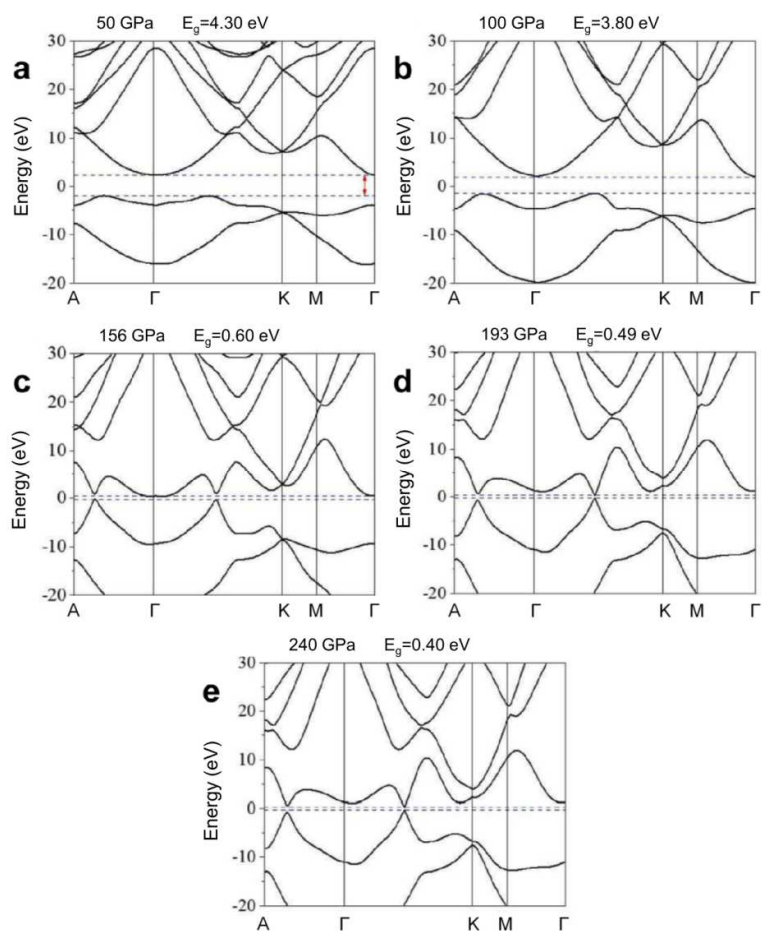 50 GPa E_g=4.30 eV
100 GPa E_g=3.80 eV
a
b
Energy (eV)
30
20
10
0
-10
-20
A Γ K M Γ
Energy (eV)
30
20
10
0
-10
-20
A Γ K M Γ
156 GPa E_g=0.60 eV
193 GPa E_g=0.49 eV
c
d
Energy (eV)
30
20
10
0
-10
-20
A Γ K M Γ
Energy (eV)
30
20
10
0
-10
-20
A Γ K M Γ
240 GPa E_g=0.40 eV
e
Energy (eV)
30
20
10
0
-10
-20
A Γ K M Γ